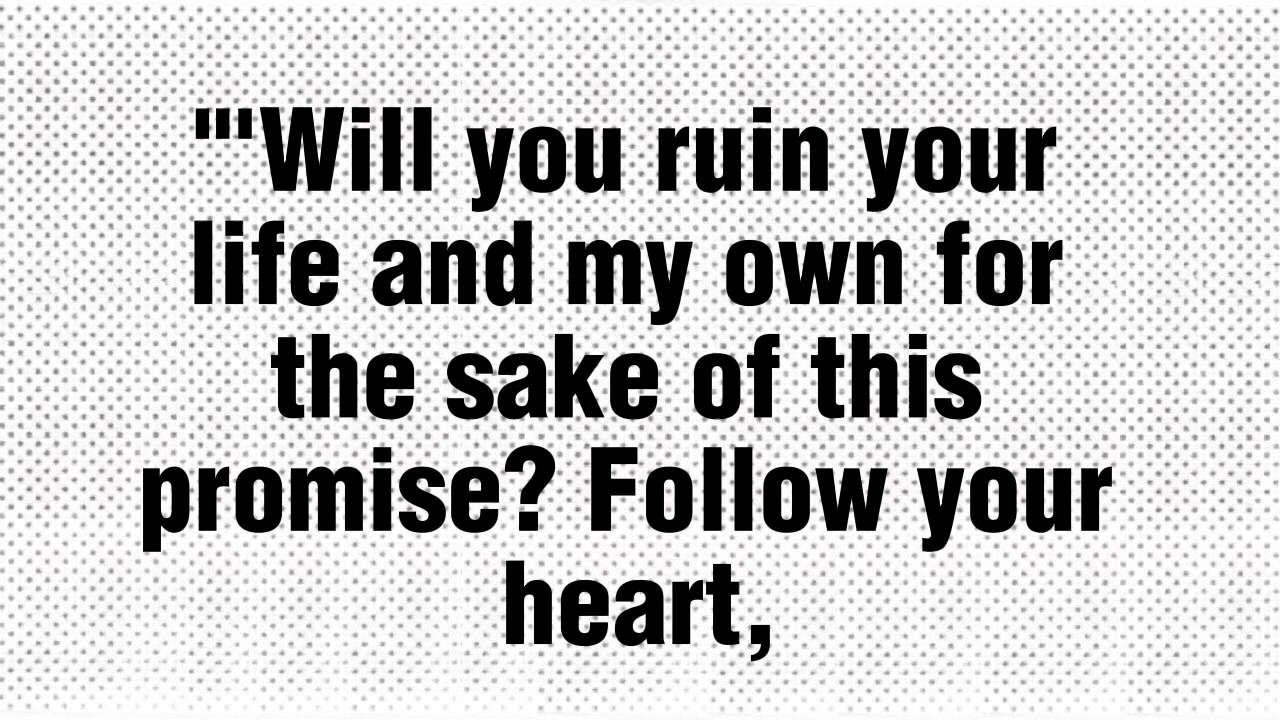 "'Will you ruin your
life and my own for
the sake of this
promise? Follow your
heart,